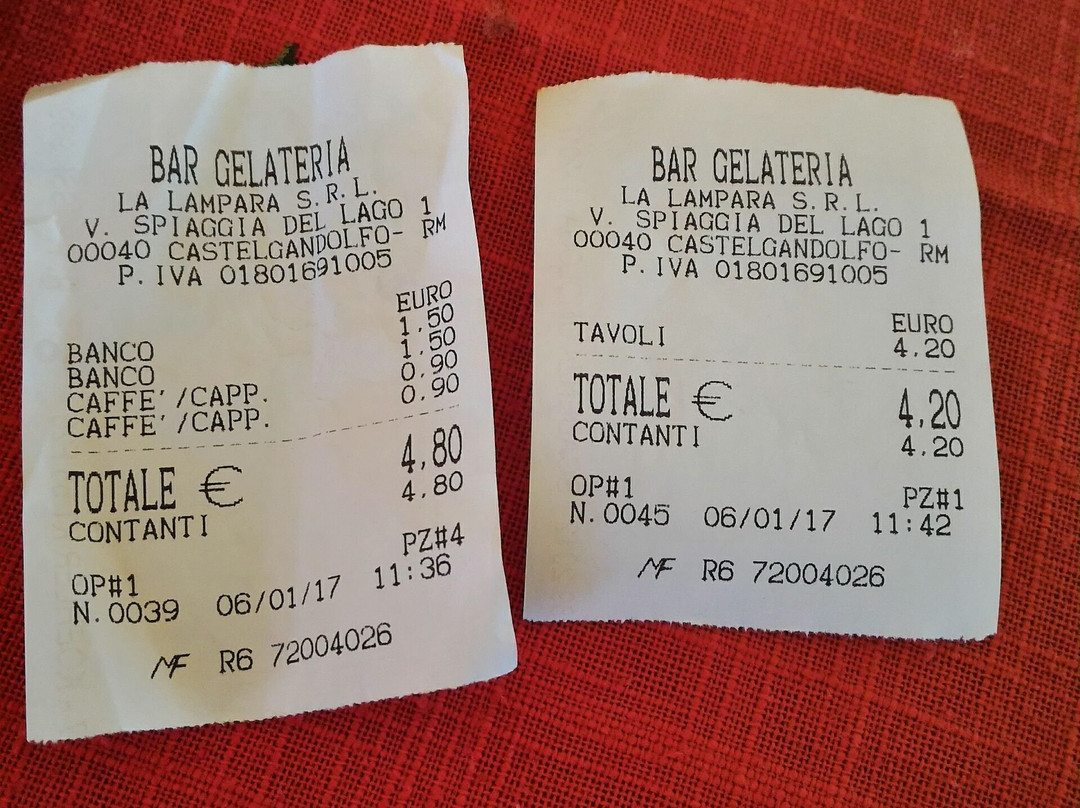 BAR GELATERIA
LA LAMPARA S.R.L.
V. SPIAGGIA DEL LAGO 1
00040 CASTELGANDOLFO- RM
P. IVA 01801691005
EURO
BANCO 1,50
BANCO 1,50
CAFFE'/CAPP. 0,90
CAFFE'/CAPP. 0,90
TOTALE € 4,80
CONTANTI 4,80
OP#1 PZ#4
N.0039 06/01/17 11:36
MF R6 72004026
BAR GELATERIA
LA LAMPARA S.R.L.
V. SPIAGGIA DEL LAGO 1
00040 CASTELGANDOLFO- RM
P. IVA 01801691005
EURO
TAVOLI 4,20
TOTALE € 4,20
CONTANTI 4,20
OP#1 PZ#1
N.0045 06/01/17 11:42
MF R6 72004026